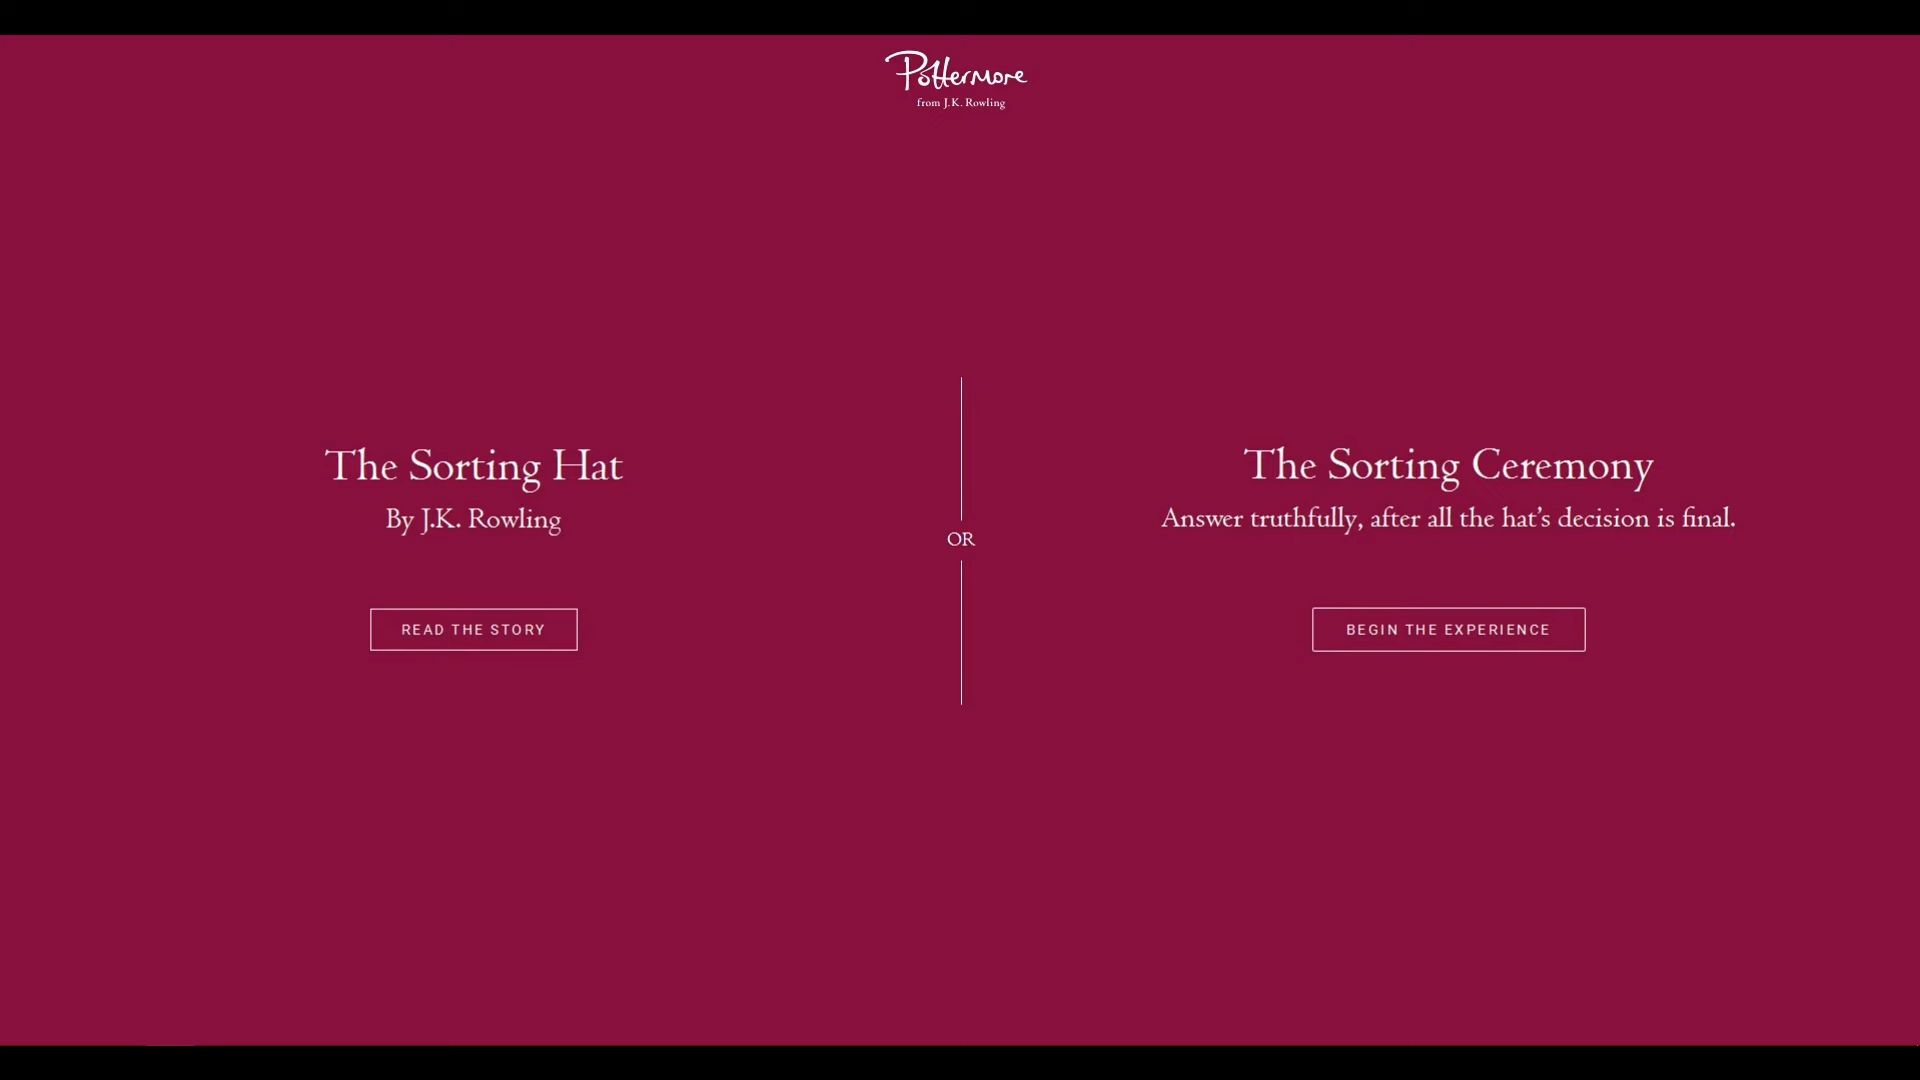 Pottermore
from J.K. Rowling
The Sorting Hat
By J.K. Rowling
READ THE STORY
OR
The Sorting Ceremony
Answer truthfully, after all the hat’s decision is final.
BEGIN THE EXPERIENCE